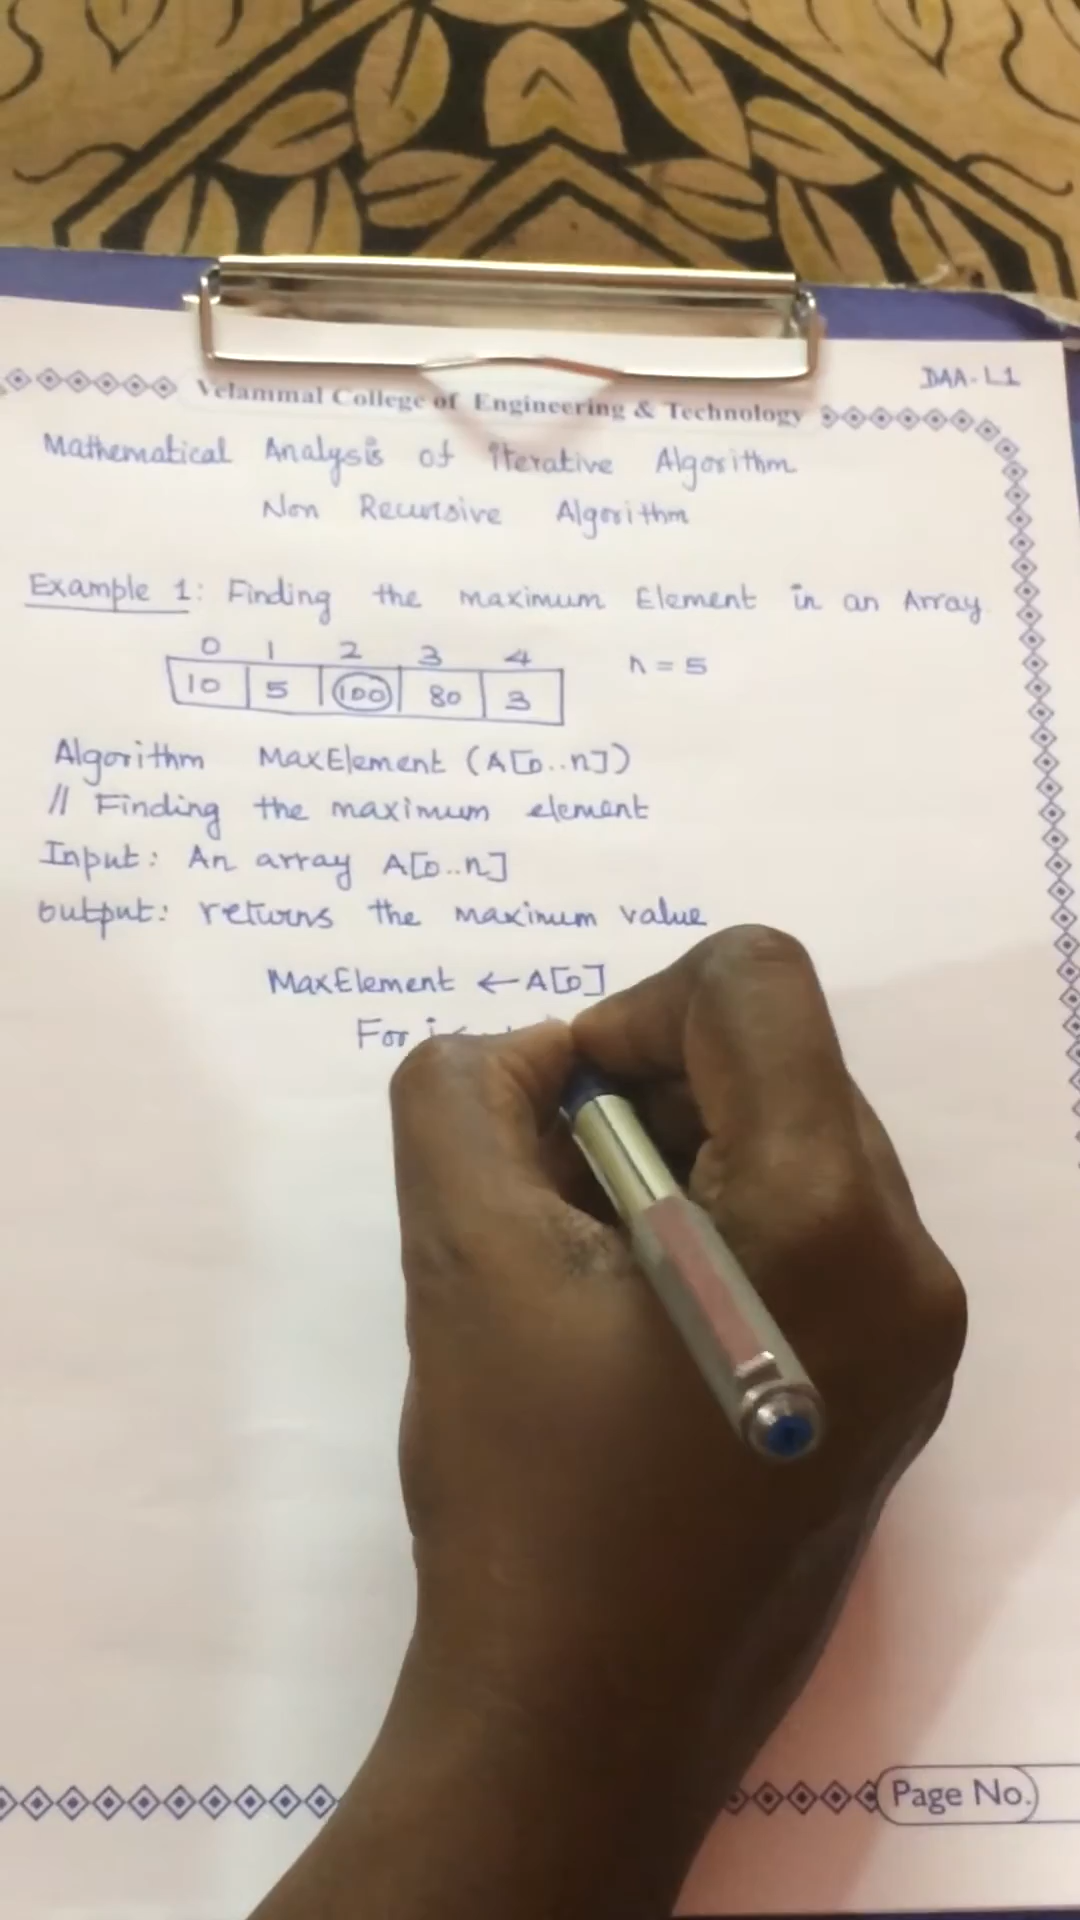 DAA-L1
Velammal College of Engineering & Technology
Mathematical Analysis of iterative Algorithm
Non Recursive Algorithm
Example 1: Finding the maximum Element in an Array
0 1 2 3 4
10 5 100 80 3 n = 5
Algorithm MaxElement (A[0..n])
// Finding the maximum element
Input: An array A[0..n]
output: returns the maximum value
MaxElement ← A[0]
For i
Page No.